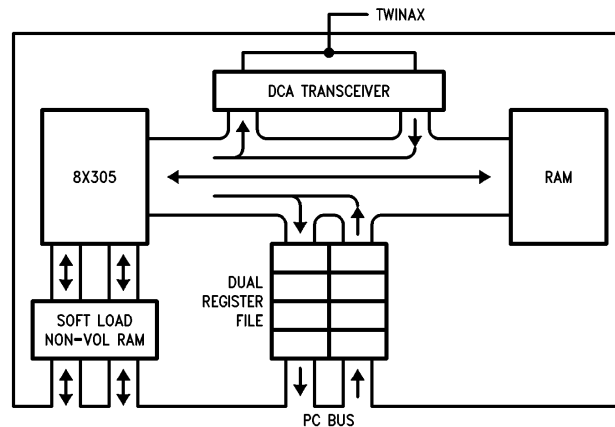 TWINAX
DCA TRANSCEIVER
8X305
RAM
DUAL
REGISTER
FILE
SOFT LOAD
NON-VOL RAM
PC BUS